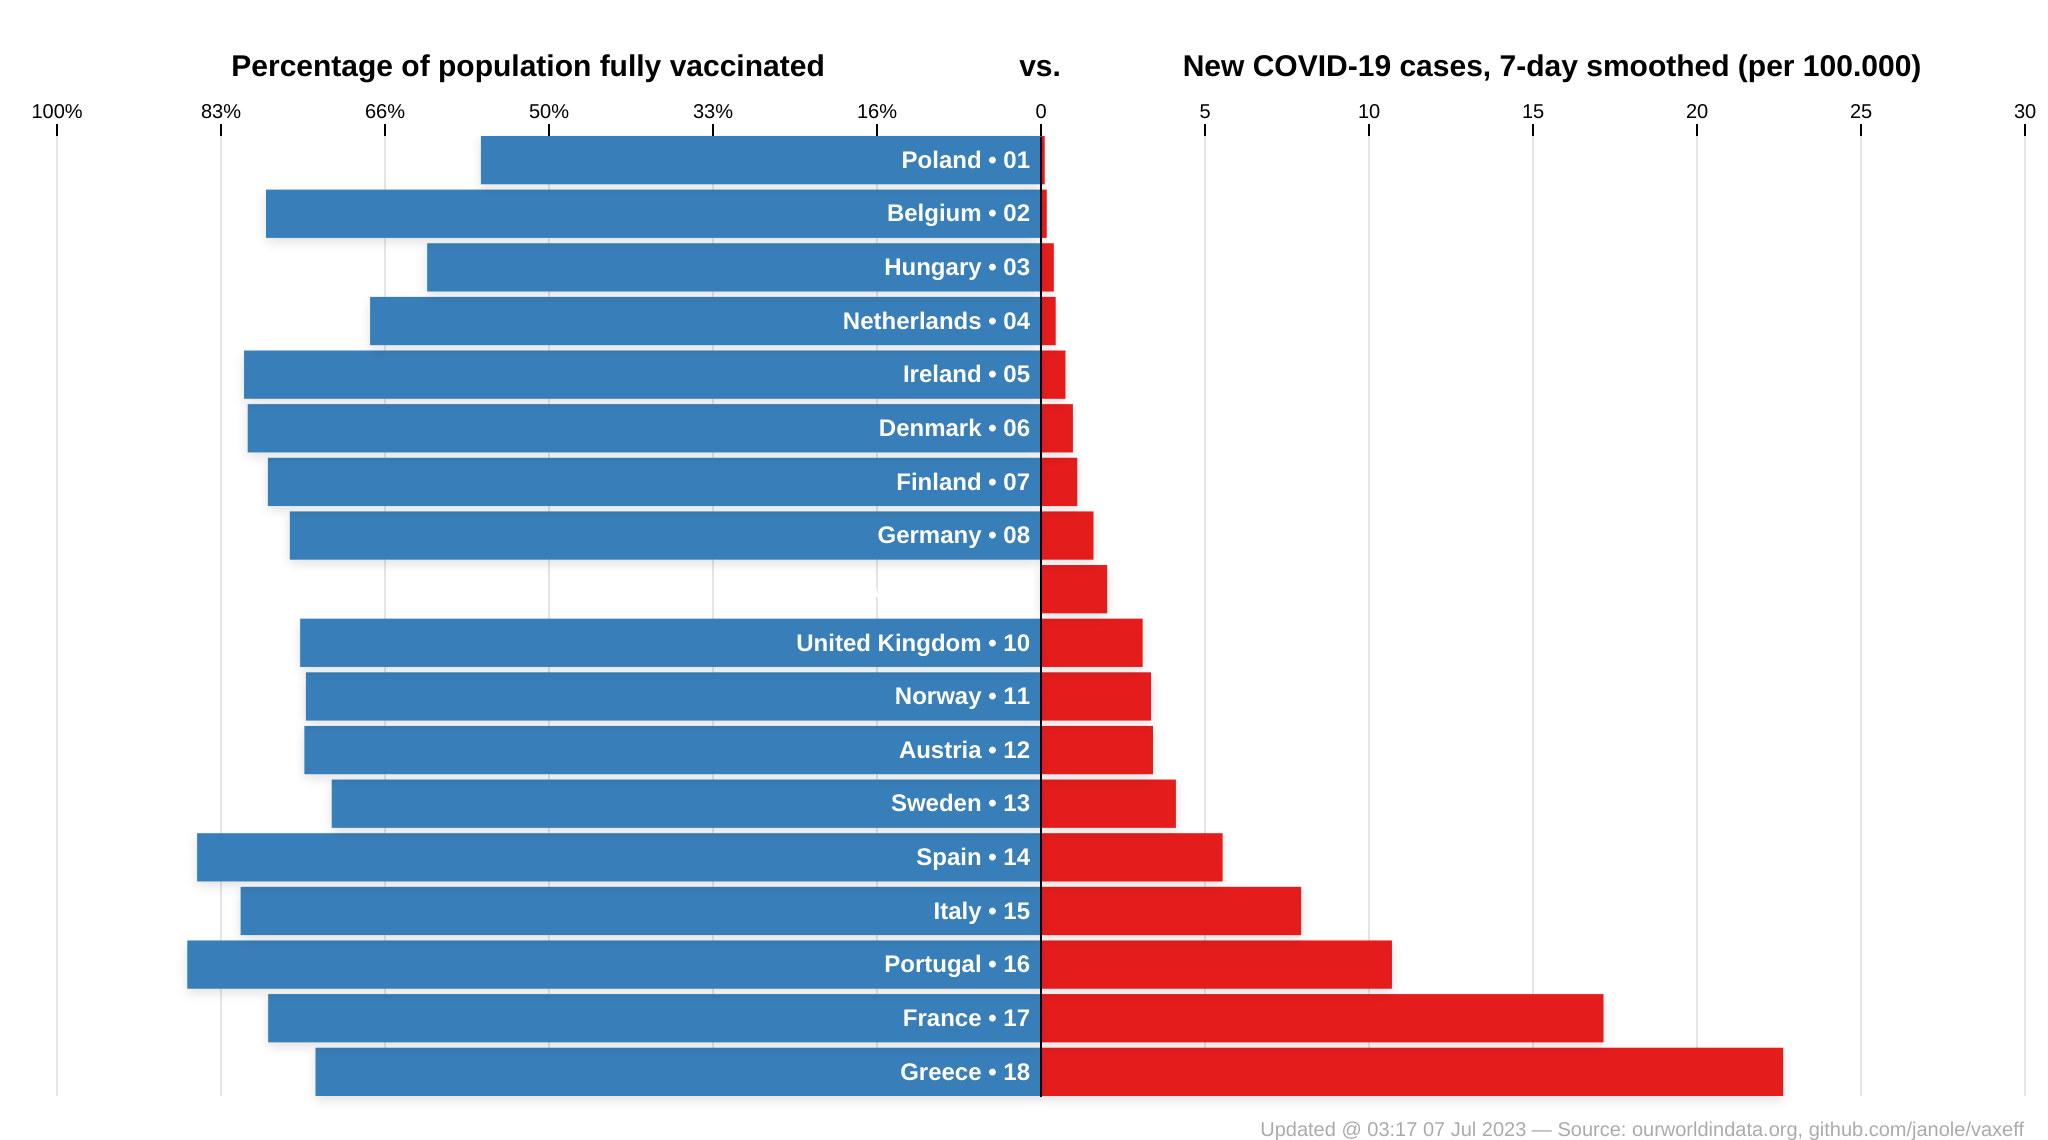 Percentage of population fully vaccinated vs. New COVID-19 cases, 7-day smoothed (per 100.000)
100% 83% 66% 50% 33% 16% 0 5 10 15 20 25 30
Poland • 01
Belgium • 02
Hungary • 03
Netherlands • 04
Ireland • 05
Denmark • 06
Finland • 07
Germany • 08
United Kingdom • 10
Norway • 11
Austria • 12
Sweden • 13
Spain • 14
Italy • 15
Portugal • 16
France • 17
Greece • 18
Updated @ 03:17 07 Jul 2023 — Source: ourworldindata.org, github.com/janole/vaxeff